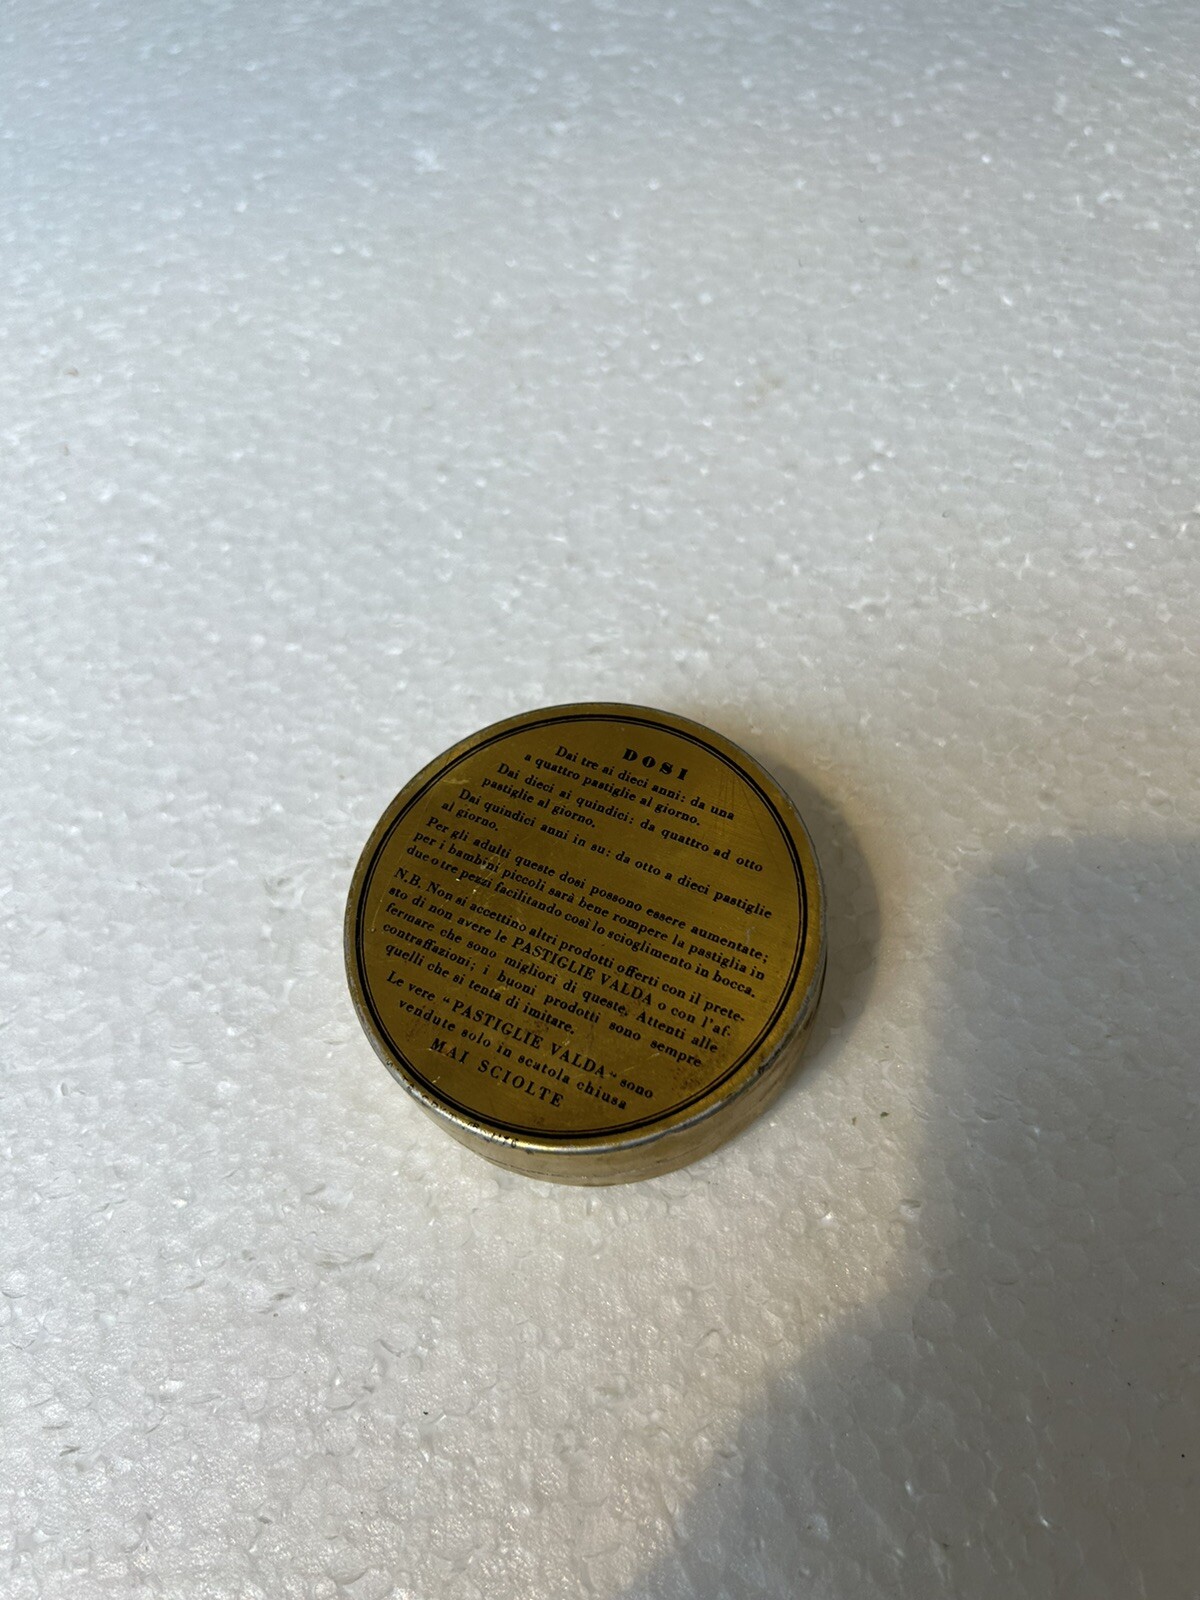 DOSI
Dai tre ai dieci anni: da una
a quattro pastiglie al giorno.
Dai dieci ai quindici: da quattro ad otto
pastiglie al giorno.
Dai quindici anni in su: da otto a dieci pastiglie
al giorno.
Per gli adulti queste dosi possono essere aumentate;
per i bambini piccoli sarà bene rompere la pastiglia in
due o tre pezzi facilitando così lo scioglimento in bocca.
N.B. Non si accettino altri prodotti offerti con il prete-
sto di non avere le PASTIGLIE VALDA o con l'af-
fermare che sono migliori di queste. Attenti alle
contraffazioni; i buoni prodotti sono sempre
quelli che si tenta di imitare.
Le vere "PASTIGLIE VALDA" sono
vendute solo in scatola chiusa
MAI SCIOLTE